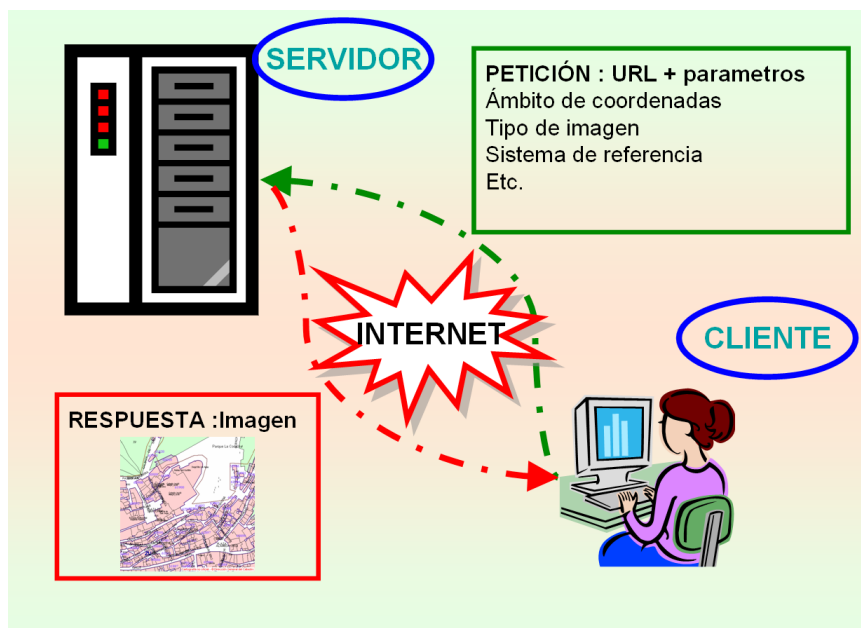 SERVIDOR
PETICIÓN : URL + parametros
Ámbito de coordenadas
Tipo de imagen
Sistema de referencia
Etc.
INTERNET
CLIENTE
RESPUESTA :Imagen